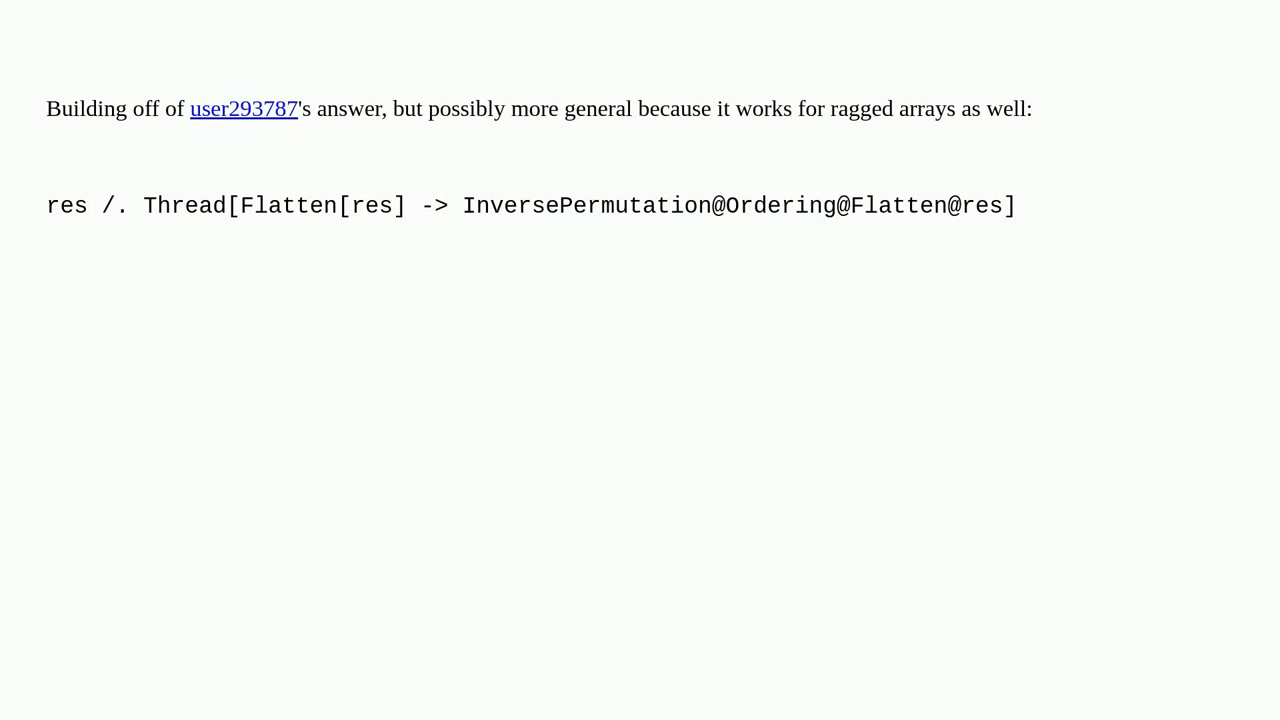 Building off of user293787's answer, but possibly more general because it works for ragged arrays as well:
res /. Thread[Flatten[res] -> InversePermutation@Ordering@Flatten@res]